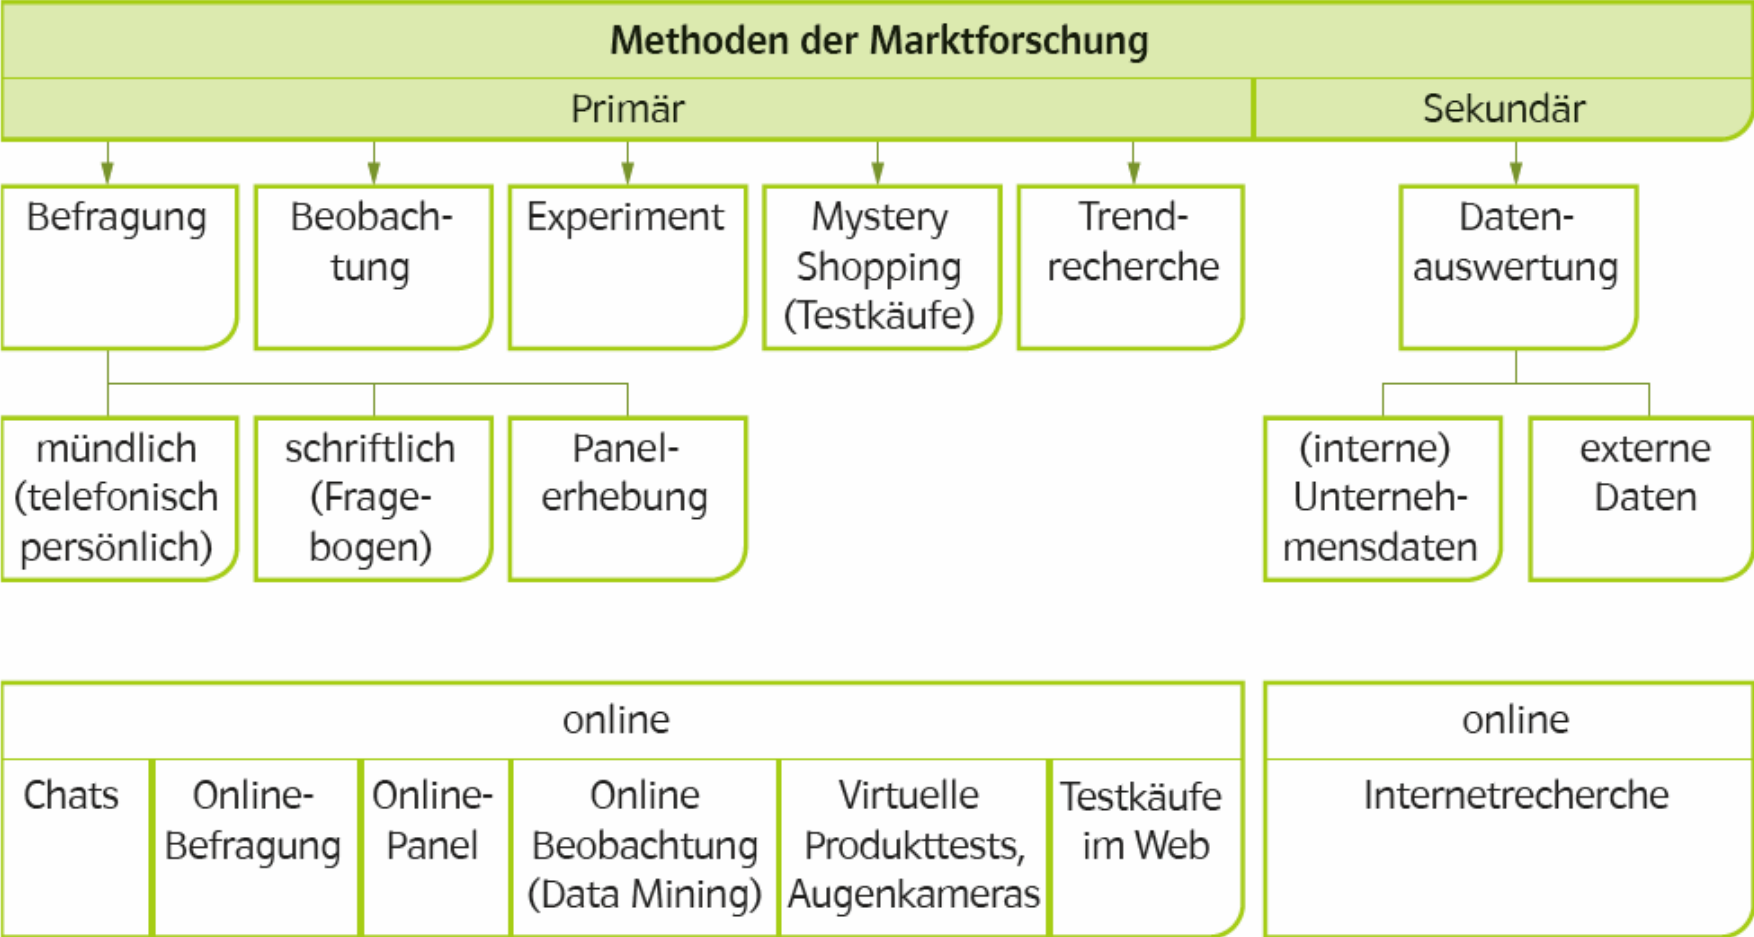 Methoden der Marktforschung
Primär
Sekundär
Befragung
Beobach-
tung
Experiment
Mystery
Shopping
(Testkäufe)
Trend-
recherche
Daten-
auswertung
mündlich
(telefonisch
persönlich)
schriftlich
(Frage-
bogen)
Panel-
erhebung
(interne)
Unterneh-
mensdaten
externe
Daten
online
Chats
Online-
Befragung
Online-
Panel
Online
Beobachtung
(Data Mining)
Virtuelle
Produkttests,
Augenkameras
Testkäufe
im Web
online
Internetrecherche